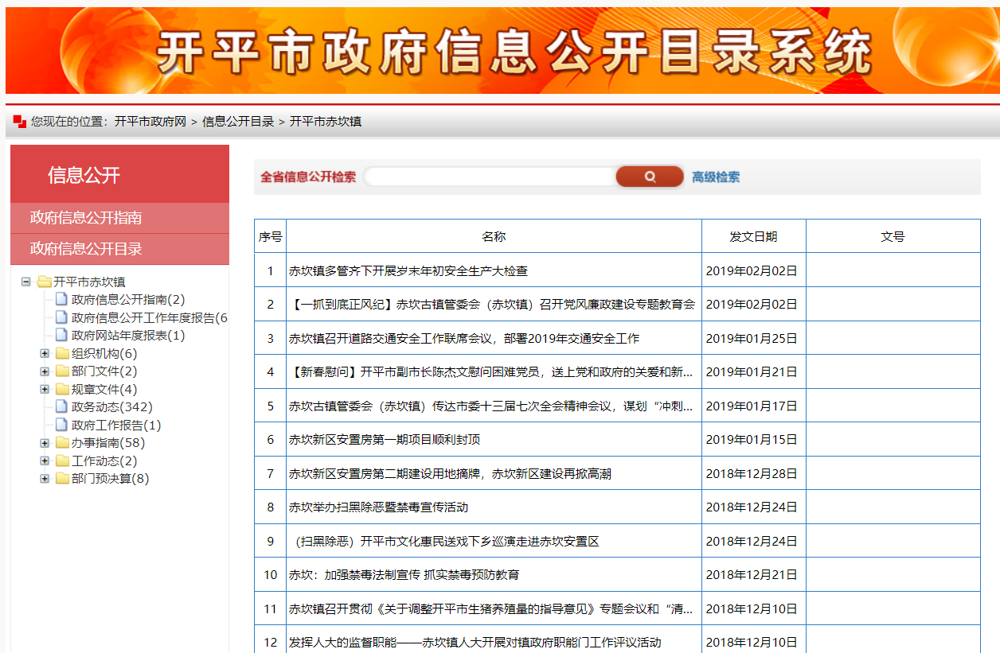 开平市政府信息公开目录系统
您现在的位置：开平市政府网 > 信息公开目录 > 开平市赤坎镇
信息公开
政府信息公开指南
政府信息公开目录
开平市赤坎镇
政府信息公开指南(2)
政府信息公开工作年度报告(6
政府网站年度报表(1)
组织机构(6)
部门文件(2)
规章文件(4)
政务动态(342)
政府工作报告(1)
办事指南(58)
工作动态(2)
部门预决算(8)
全省信息公开检索 高级检索
序号 名称 发文日期 文号
1 赤坎镇多管齐下开展岁末年初安全生产大检查 2019年02月02日
2 【一抓到底正风纪】赤坎古镇管委会（赤坎镇）召开党风廉政建设专题教育会 2019年02月02日
3 赤坎镇召开道路交通安全工作联席会议，部署2019年交通安全工作 2019年01月25日
4 【新春慰问】开平市副市长陈杰文慰问困难党员，送上党和政府的关爱和新... 2019年01月21日
5 赤坎古镇管委会（赤坎镇）传达市委十三届七次全会精神会议，谋划“冲刺... 2019年01月17日
6 赤坎新区安置房第一期项目顺利封顶 2019年01月15日
7 赤坎新区安置房第二期建设用地摘牌，赤坎新区建设再掀高潮 2018年12月28日
8 赤坎举办扫黑除恶暨禁毒宣传活动 2018年12月24日
9 （扫黑除恶）开平市文化惠民送戏下乡巡演走进赤坎安置区 2018年12月24日
10 赤坎：加强禁毒法制宣传 抓实禁毒预防教育 2018年12月21日
11 赤坎镇召开贯彻《关于调整开平市生猪养殖量的指导意见》专题会议和“清... 2018年12月10日
12 发挥人大的监督职能——赤坎镇人大开展对镇政府职能门工作评议活动 2018年12月10日